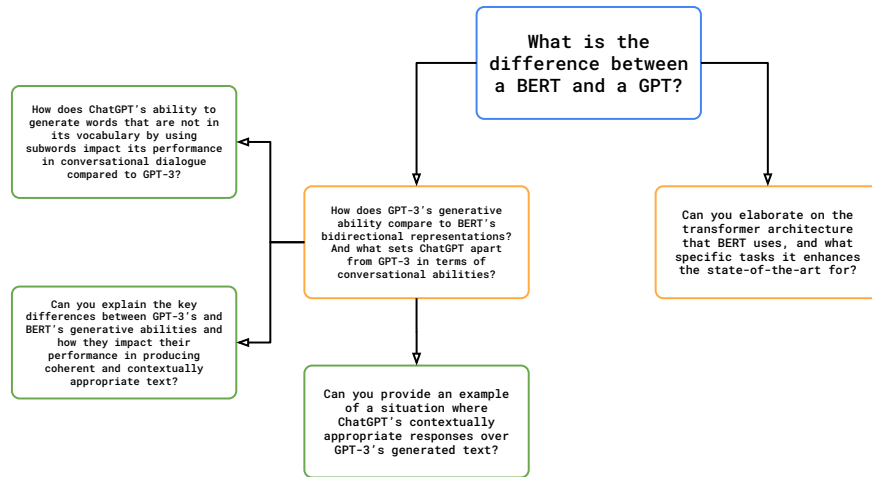 What is the
difference between
a BERT and a GPT?
How does ChatGPT's ability to
generate words that are not in
its vocabulary by using
subwords impact its performance
in conversational dialogue
compared to GPT-3?
How does GPT-3's generative
ability compare to BERT's
bidirectional representations?
And what sets ChatGPT apart
from GPT-3 in terms of
conversational abilities?
Can you elaborate on the
transformer architecture
that BERT uses, and what
specific tasks it enhances
the state-of-the-art for?
Can you explain the key
differences between GPT-3's and
BERT's generative abilities and
how they impact their
performance in producing
coherent and contextually
appropriate text?
Can you provide an example
of a situation where
ChatGPT's contextually
appropriate responses over
GPT-3's generated text?